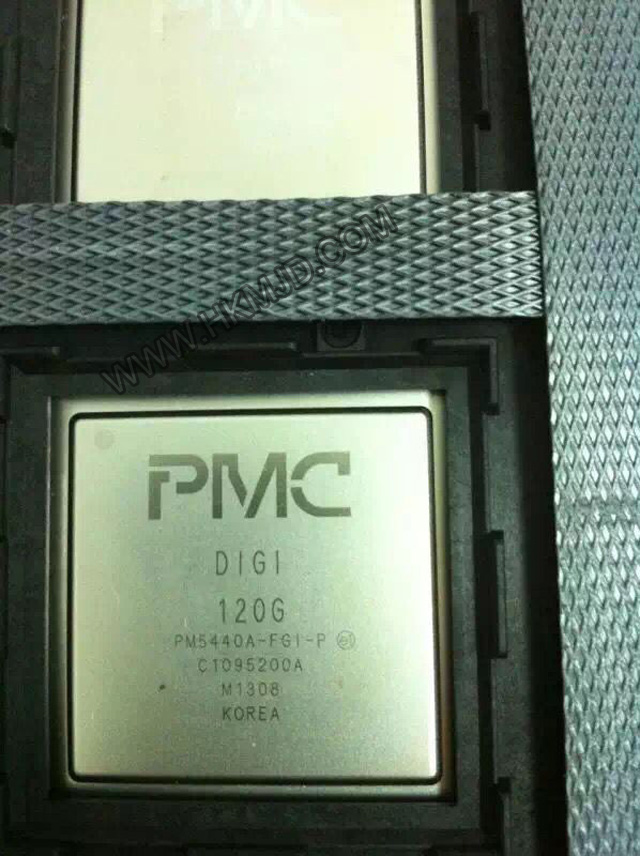 PMC
WWW.HKMJD.COM
PMC
DIGI
120G
PM5440A-FGI-P
C1095200A
M1308
KOREA